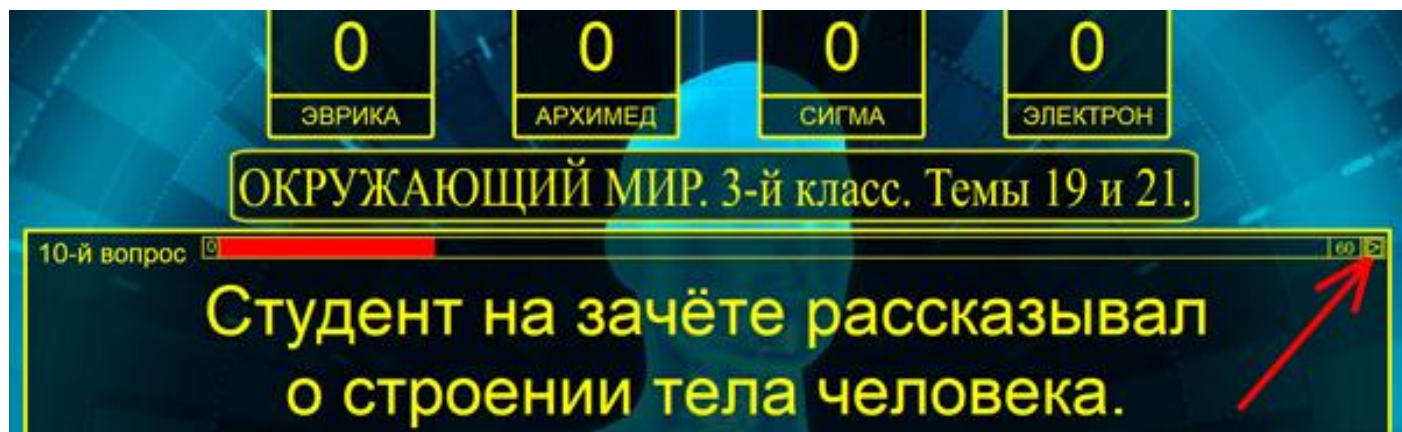 0 0 0 0
ЭВРИКА АРХИМЕД СИГМА ЭЛЕКТРОН
ОКРУЖАЮЩИЙ МИР. 3-й класс. Темы 19 и 21.
10-й вопрос 0 60 >
Студент на зачёте рассказывал
о строении тела человека.